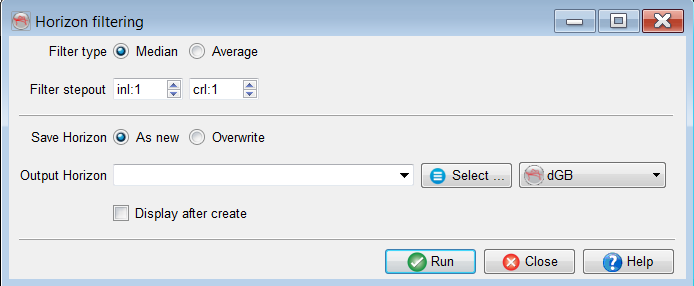 Horizon filtering
Filter type Median Average
Filter stepout inl:1 crl:1
Save Horizon As new Overwrite
Output Horizon Select ... dGB
Display after create
Run Close Help